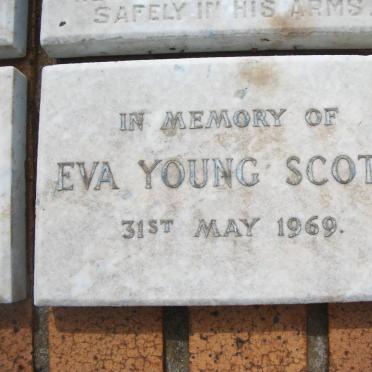 SAFELY IN HIS ARMS
IN MEMORY OF
EVA YOUNG SCOT
31ST MAY 1969.